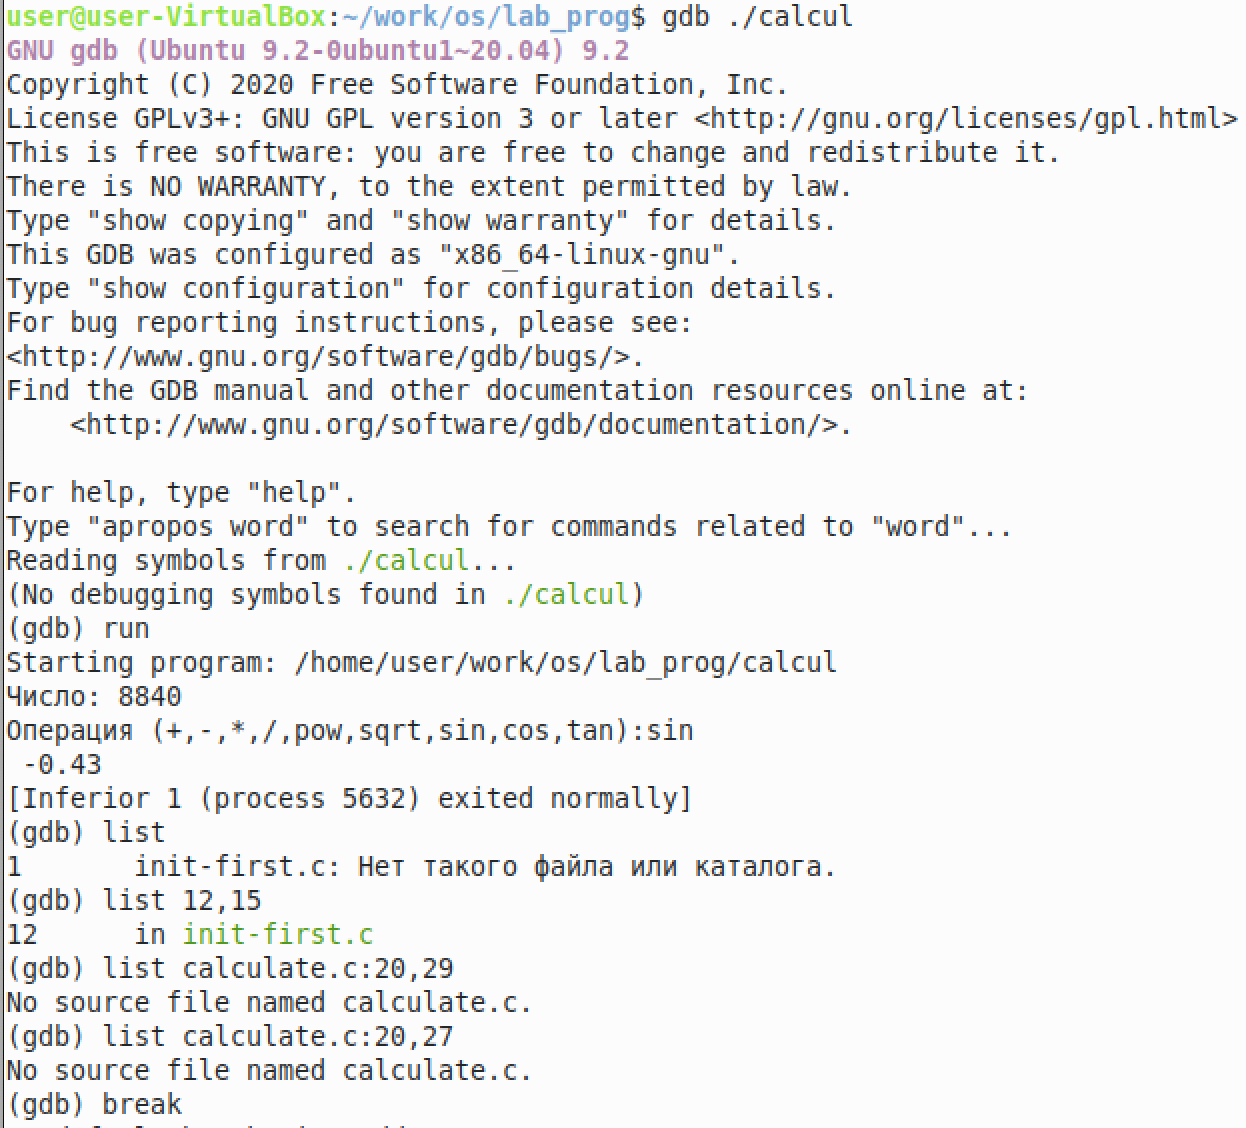 user@user-VirtualBox:~/work/os/lab_prog$ gdb ./calcul
GNU gdb (Ubuntu 9.2-0ubuntu1~20.04) 9.2
Copyright (C) 2020 Free Software Foundation, Inc.
License GPLv3+: GNU GPL version 3 or later <http://gnu.org/licenses/gpl.html>
This is free software: you are free to change and redistribute it.
There is NO WARRANTY, to the extent permitted by law.
Type "show copying" and "show warranty" for details.
This GDB was configured as "x86_64-linux-gnu".
Type "show configuration" for configuration details.
For bug reporting instructions, please see:
<http://www.gnu.org/software/gdb/bugs/>.
Find the GDB manual and other documentation resources online at:
    <http://www.gnu.org/software/gdb/documentation/>.

For help, type "help".
Type "apropos word" to search for commands related to "word"...
Reading symbols from ./calcul...
(No debugging symbols found in ./calcul)
(gdb) run
Starting program: /home/user/work/os/lab_prog/calcul
Число: 8840
Операция (+,-,*,/,pow,sqrt,sin,cos,tan):sin
 -0.43
[Inferior 1 (process 5632) exited normally]
(gdb) list
1       init-first.c: Нет такого файла или каталога.
(gdb) list 12,15
12      in init-first.c
(gdb) list calculate.c:20,29
No source file named calculate.c.
(gdb) list calculate.c:20,27
No source file named calculate.c.
(gdb) break